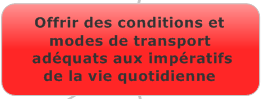 Offrir des conditions et
modes de transport
adéquats aux impératifs
de la vie quotidienne